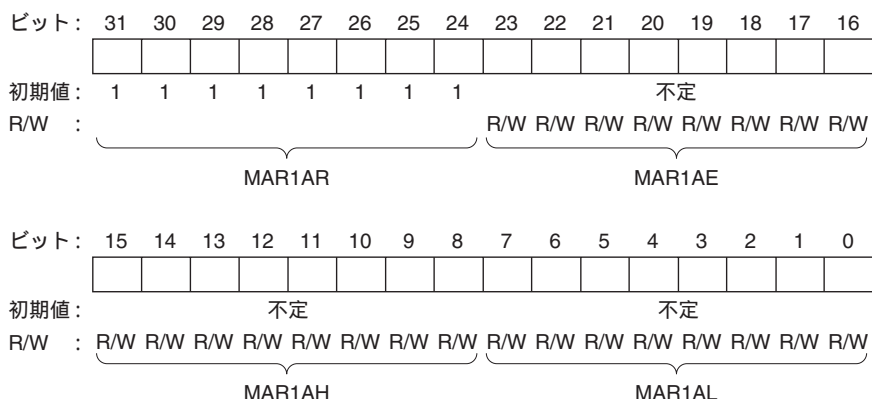 ビット : 31 30 29 28 27 26 25 24 23 22 21 20 19 18 17 16
初期値 : 1 1 1 1 1 1 1 1 不定
R/W : R/W R/W R/W R/W R/W R/W R/W R/W
MAR1AR MAR1AE
ビット : 15 14 13 12 11 10 9 8 7 6 5 4 3 2 1 0
初期値 : 不定 不定
R/W : R/W R/W R/W R/W R/W R/W R/W R/W R/W R/W R/W R/W R/W R/W R/W R/W
MAR1AH MAR1AL